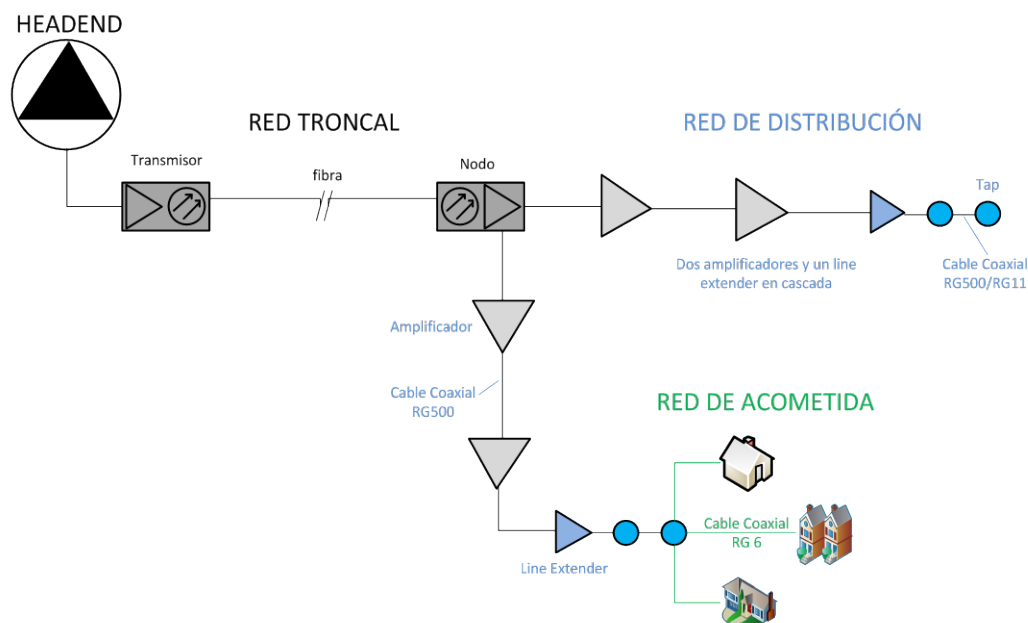 HEADEND
RED TRONCAL
RED DE DISTRIBUCIÓN
Transmisor
fibra
Nodo
Tap
Dos amplificadores y un line
extender en cascada
Cable Coaxial
RG500/RG11
Amplificador
Cable Coaxial
RG500
RED DE ACOMETIDA
Cable Coaxial
RG 6
Line Extender